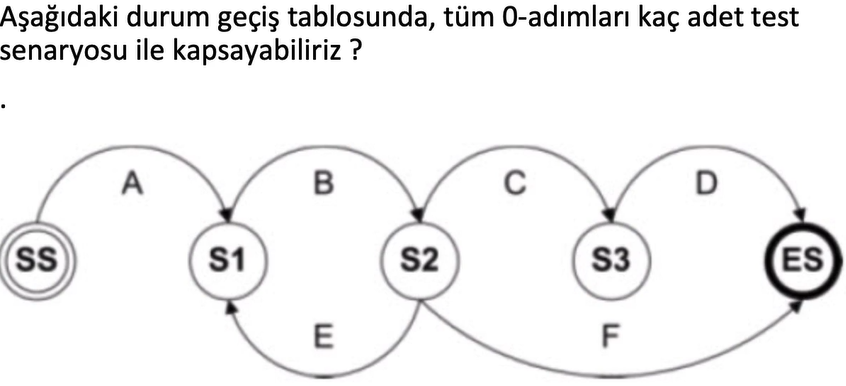 Aşağıdaki durum geçiş tablosunda, tüm 0-adımları kaç adet test
senaryosu ile kapsayabiliriz ?
.
A B C D
SS S1 S2 S3 ES
E F